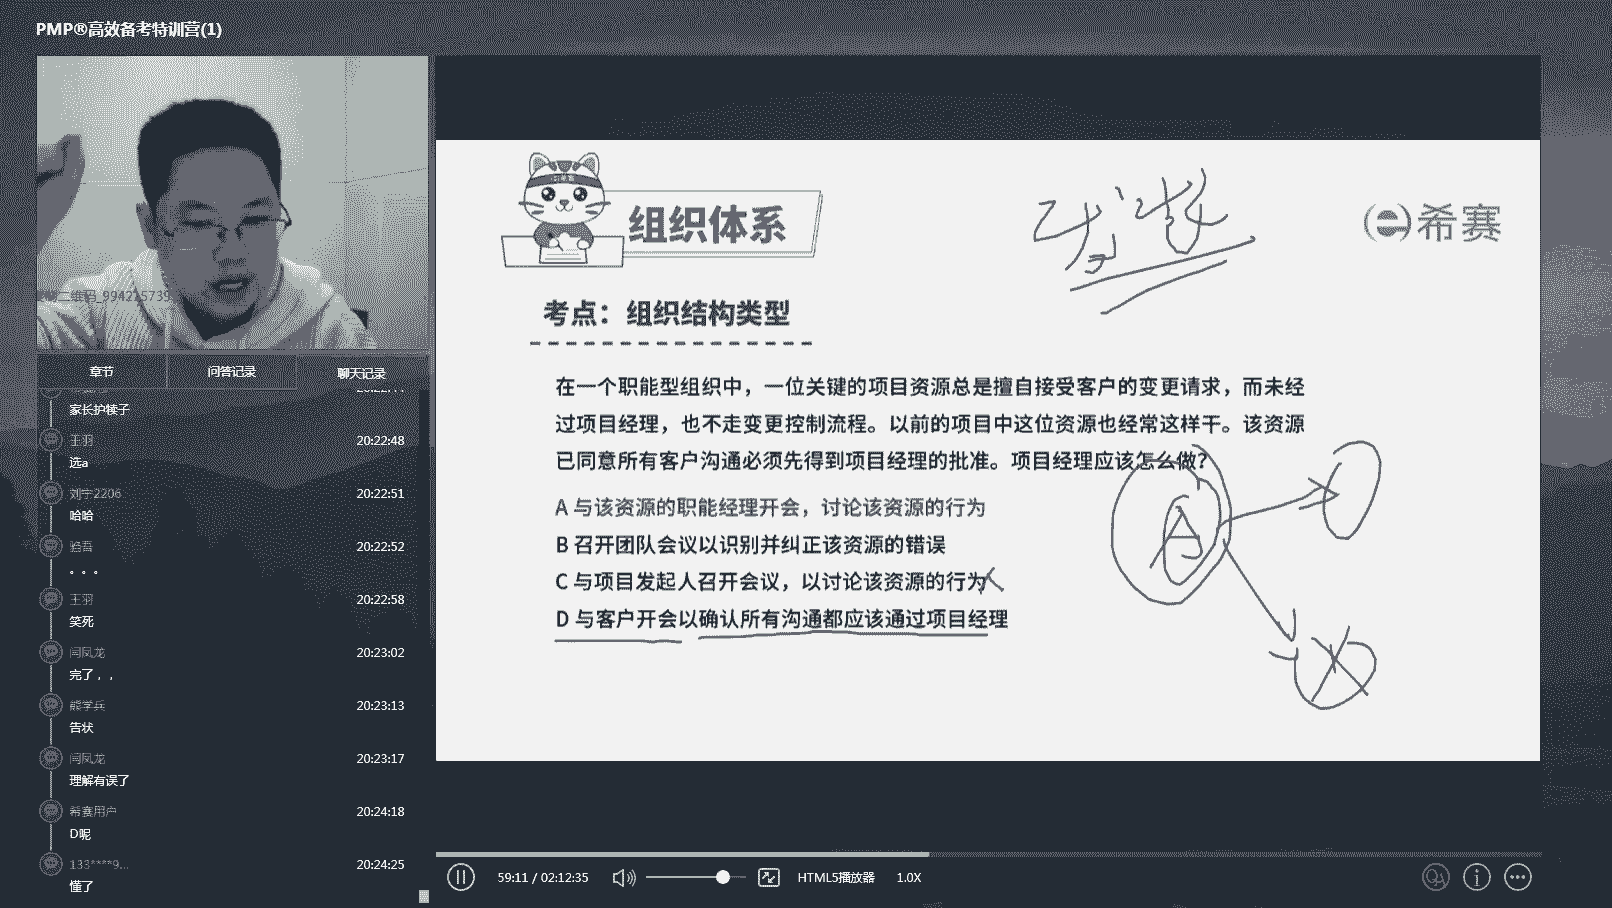 PMP®高效备考特训营(1)
二维码_994275739
章节
问答记录
聊天记录
家长护犊子
王羽
20:22:48
选a
刘宇2206
20:22:51
哈哈
骆吾
20:22:52
。。。
王羽
20:22:58
笑死
闫凤龙
20:23:02
完了，，
熊学兵
20:23:13
告状
闫凤龙
20:23:17
理解有误了
希赛用户
20:24:18
D呢
133****9...
20:24:25
懂了
组织体系
希赛
考点：组织结构类型
在一个职能型组织中，一位关键的项目资源总是擅自接受客户的变更请求，而未经
过项目经理，也不走变更控制流程。以前的项目中这位资源也经常这样干。该资源
已同意所有客户沟通必须先得到项目经理的批准。项目经理应该怎么做？
A 与该资源的职能经理开会，讨论该资源的行为
B 召开团队会议以识别并纠正该资源的错误
C 与项目发起人召开会议，以讨论该资源的行为
D 与客户开会以确认所有沟通都应该通过项目经理
A
59:11 / 02:12:35
HTML5播放器
1.0X